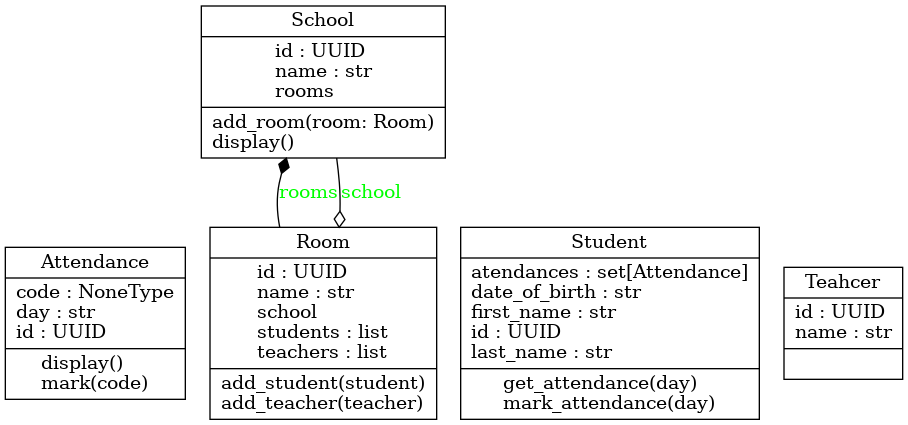 School
id : UUID
name : str
rooms
add_room(room: Room)
display()
rooms
school
Attendance
code : NoneType
day : str
id : UUID
display()
mark(code)
Room
id : UUID
name : str
school
students : list
teachers : list
add_student(student)
add_teacher(teacher)
Student
atendances : set[Attendance]
date_of_birth : str
first_name : str
id : UUID
last_name : str
get_attendance(day)
mark_attendance(day)
Teahcer
id : UUID
name : str